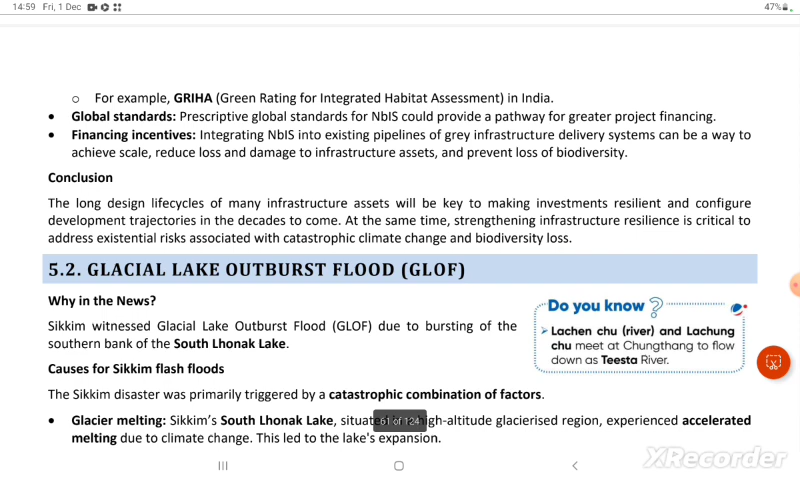 14:59 Fri, 1 Dec
47%
o For example, GRIHA (Green Rating for Integrated Habitat Assessment) in India.
• Global standards: Prescriptive global standards for NbIS could provide a pathway for greater project financing.
• Financing incentives: Integrating NbIS into existing pipelines of grey infrastructure delivery systems can be a way to
achieve scale, reduce loss and damage to infrastructure assets, and prevent loss of biodiversity.
Conclusion
The long design lifecycles of many infrastructure assets will be key to making investments resilient and configure
development trajectories in the decades to come. At the same time, strengthening infrastructure resilience is critical to
address existential risks associated with catastrophic climate change and biodiversity loss.
5.2. GLACIAL LAKE OUTBURST FLOOD (GLOF)
Why in the News?
Sikkim witnessed Glacial Lake Outburst Flood (GLOF) due to bursting of the
southern bank of the South Lhonak Lake.
Do you know?
➢ Lachen chu (river) and Lachung
chu meet at Chungthang to flow
down as Teesta River.
Causes for Sikkim flash floods
The Sikkim disaster was primarily triggered by a catastrophic combination of factors.
• Glacier melting: Sikkim's South Lhonak Lake, situated high-altitude glacierised region, experienced accelerated
61 of 124
melting due to climate change. This led to the lake's expansion.
XRecorder